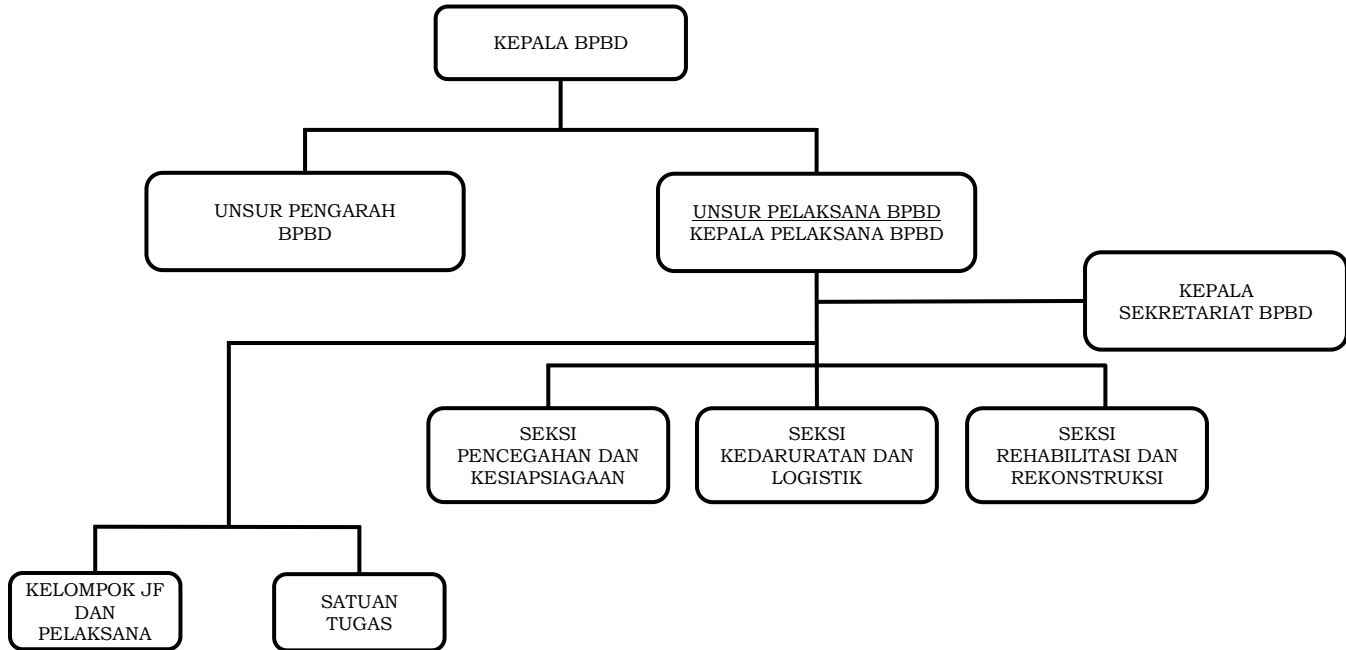 KEPALA BPBD
UNSUR PENGARAH
BPBD
UNSUR PELAKSANA BPBD
KEPALA PELAKSANA BPBD
KEPALA
SEKRETARIAT BPBD
SEKSI
PENCEGAHAN DAN
KESIAPSIAGAAN
SEKSI
KEDARURATAN DAN
LOGISTIK
SEKSI
REHABILITASI DAN
REKONSTRUKSI
KELOMPOK JF
DAN
PELAKSANA
SATUAN
TUGAS